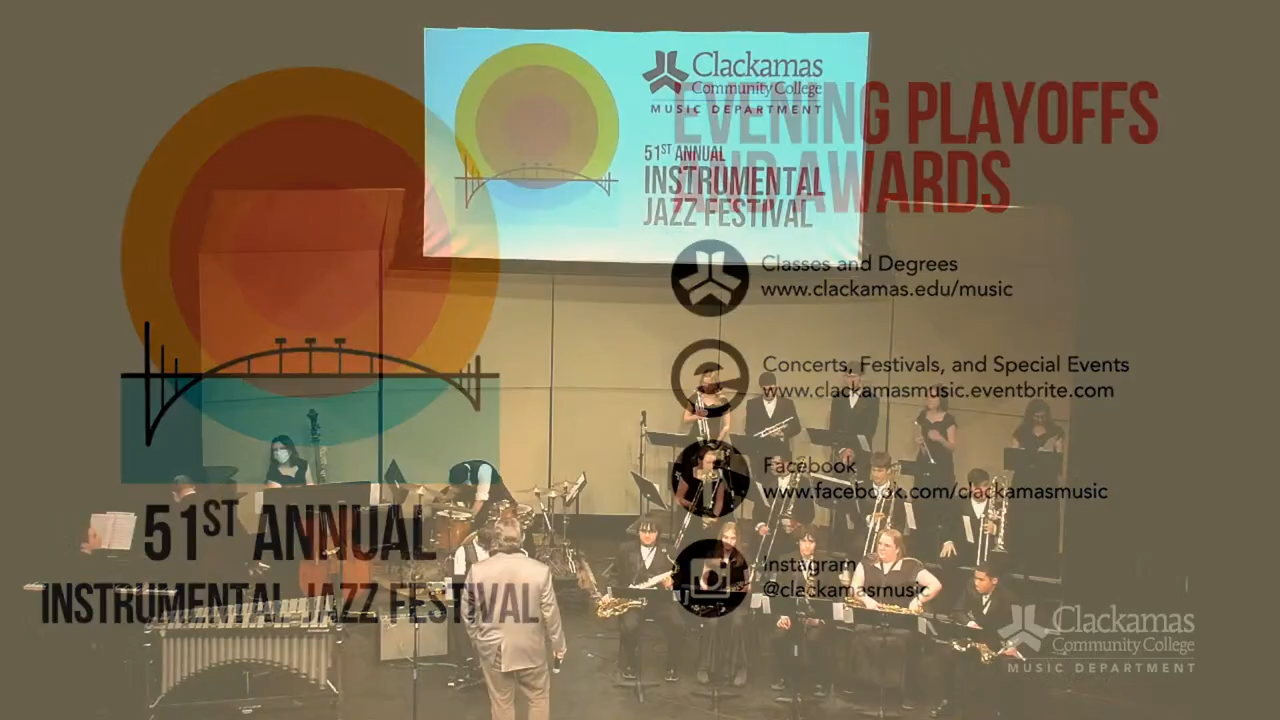 Clackamas
Community College
MUSIC DEPARTMENT
51ST ANNUAL
INSTRUMENTAL
JAZZ FESTIVAL
EVENING PLAYOFFS
AND AWARDS
Classes and Degrees
www.clackamas.edu/music
Concerts, Festivals, and Special Events
www.clackamasmusic.eventbrite.com
Facebook
www.facebook.com/clackamasmusic
Instagram
@clackamasmusic
51ST ANNUAL
INSTRUMENTAL JAZZ FESTIVAL
Clackamas
Community College
MUSIC DEPARTMENT